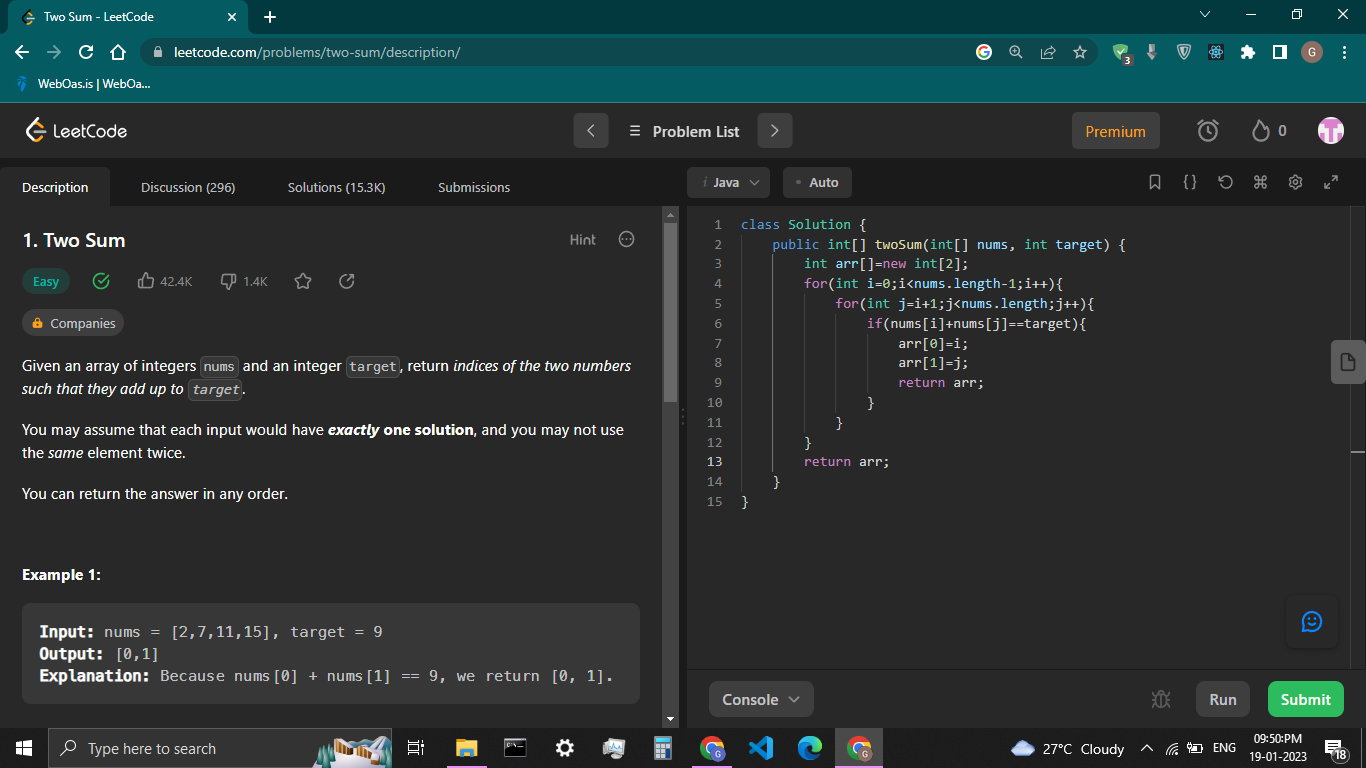 Two Sum - LeetCode
leetcode.com/problems/two-sum/description/
3
G
WebOas.is | WebOa...
LeetCode
Problem List
Premium
0
Description
Discussion (296)
Solutions (15.3K)
Submissions
1. Two Sum
Hint
Easy
42.4K
1.4K
Companies
Given an array of integers nums and an integer target, return indices of the two numbers
such that they add up to target.
You may assume that each input would have exactly one solution, and you may not use
the same element twice.
You can return the answer in any order.
Example 1:
Input: nums = [2,7,11,15], target = 9
Output: [0,1]
Explanation: Because nums[0] + nums[1] == 9, we return [0, 1].
i Java
Auto
{}
1 class Solution {
2 public int[] twoSum(int[] nums, int target) {
3 int arr[]=new int[2];
4 for(int i=0;i<nums.length-1;i++){
5 for(int j=i+1;j<nums.length;j++){
6 if(nums[i]+nums[j]==target){
7 arr[0]=i;
8 arr[1]=j;
9 return arr;
10 }
11 }
12 }
13 return arr;
14 }
15 }
Console
Run
Submit
Type here to search
G
G
27°C Cloudy
ENG
09:50:PM
19-01-2023
18